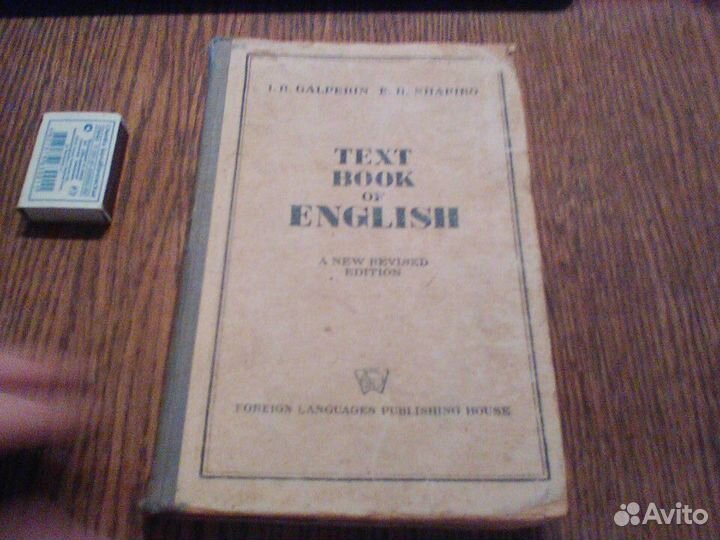 I. R. GALPERIN E. R. SHAPIRO
TEXT
BOOK
OF
ENGLISH
A NEW REVISED
EDITION
FOREIGN LANGUAGES PUBLISHING HOUSE
Avito